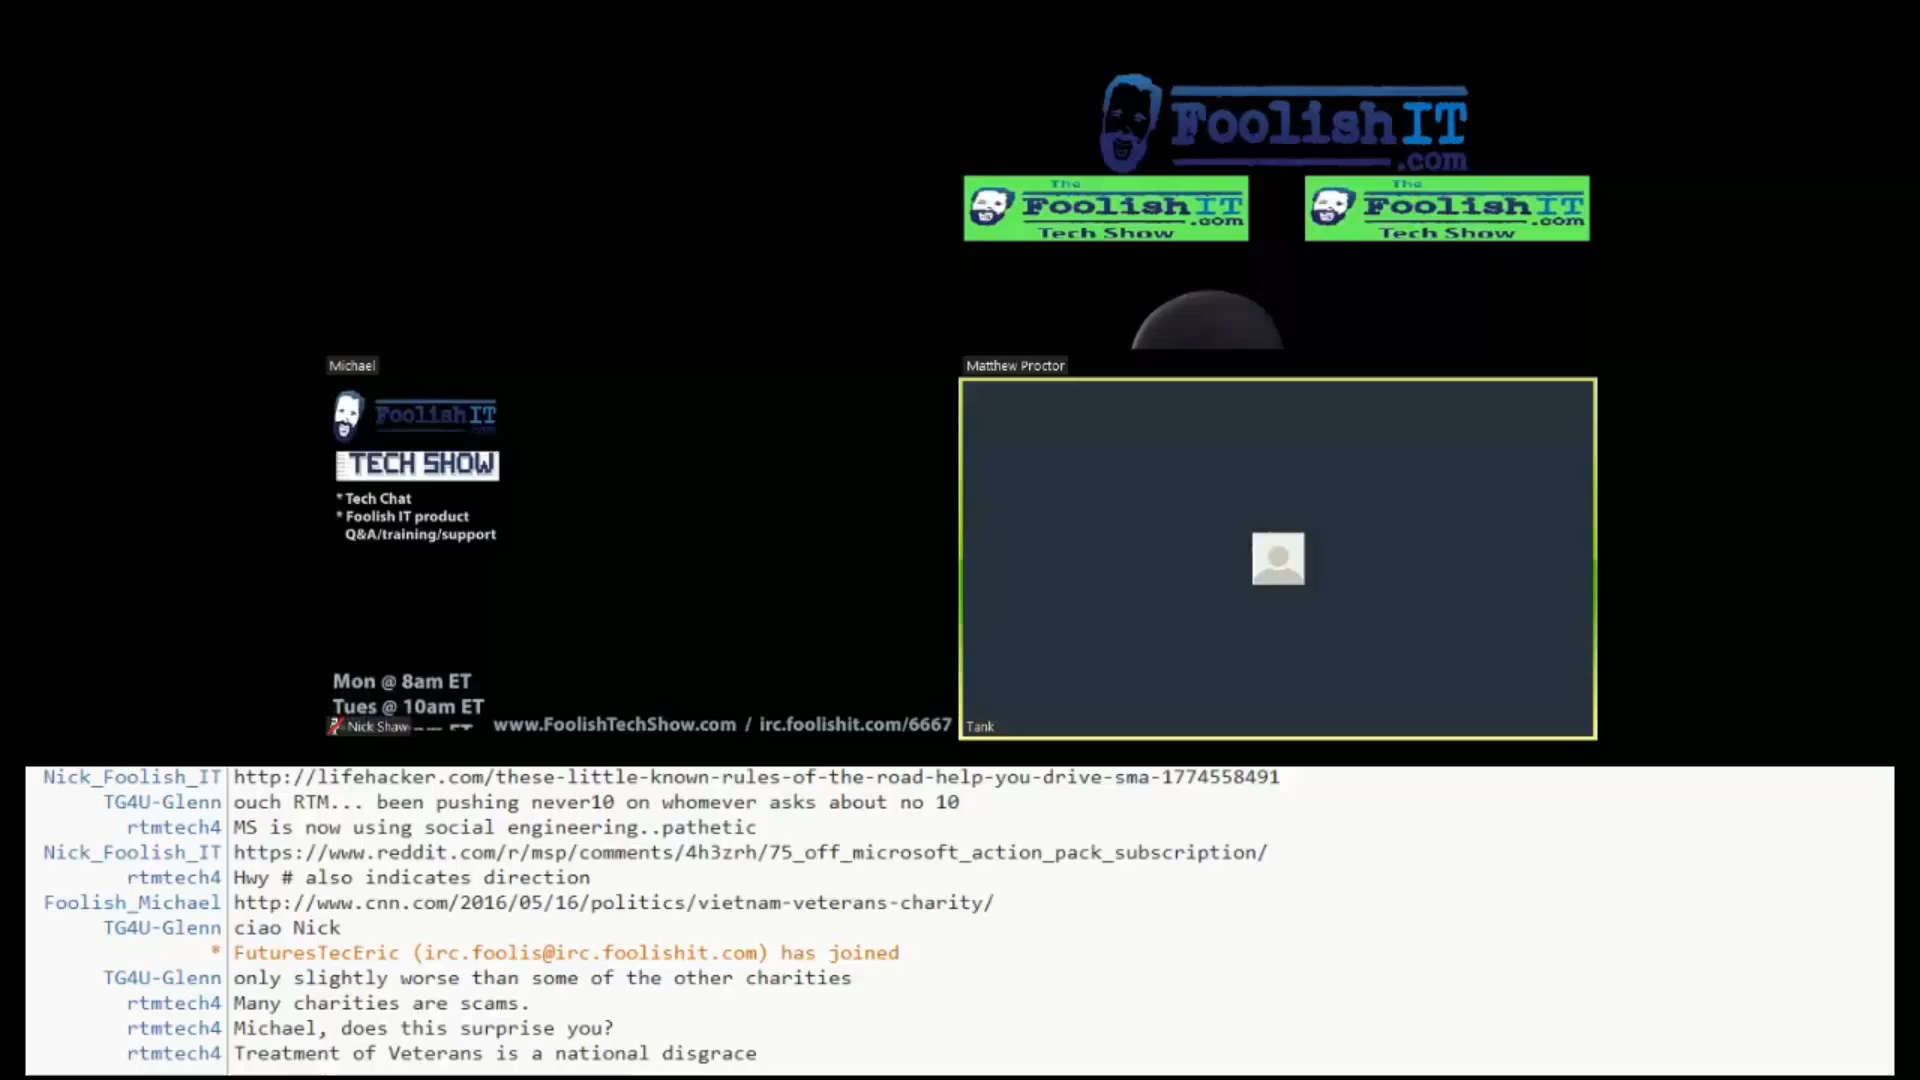 FoolishIT
.com
The
FoolishIT
.com
Tech Show
The
FoolishIT
.com
Tech Show
Michael
Matthew Proctor
FoolishIT
.com
TECH SHOW
* Tech Chat
* Foolish IT product
Q&A/training/support
Mon @ 8am ET
Tues @ 10am ET
Nick Shaw
www.FoolishTechShow.com / irc.foolishit.com/6667
Tank
Nick_Foolish_IT http://lifehacker.com/these-little-known-rules-of-the-road-help-you-drive-sma-1774558491
TG4U-Glenn ouch RTM... been pushing never10 on whomever asks about no 10
rtmtech4 MS is now using social engineering..pathetic
Nick_Foolish_IT https://www.reddit.com/r/msp/comments/4h3zrh/75_off_microsoft_action_pack_subscription/
rtmtech4 Hwy # also indicates direction
Foolish_Michael http://www.cnn.com/2016/05/16/politics/vietnam-veterans-charity/
TG4U-Glenn ciao Nick
* FuturesTecEric (irc.foolis@irc.foolishit.com) has joined
TG4U-Glenn only slightly worse than some of the other charities
rtmtech4 Many charities are scams.
rtmtech4 Michael, does this surprise you?
rtmtech4 Treatment of Veterans is a national disgrace